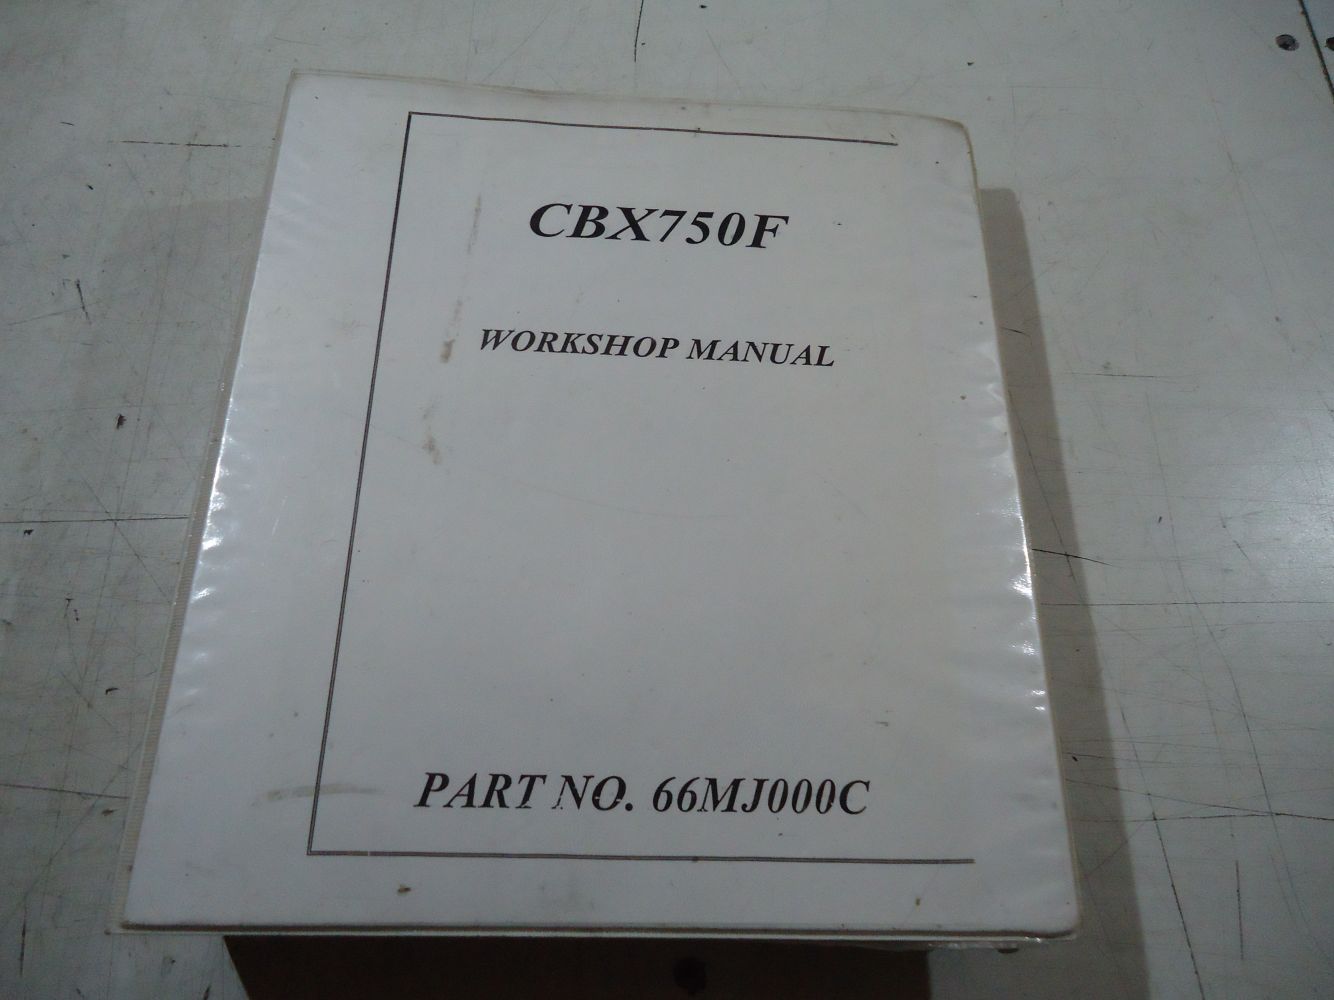 CBX750F
WORKSHOP MANUAL
PART NO. 66MJ000C